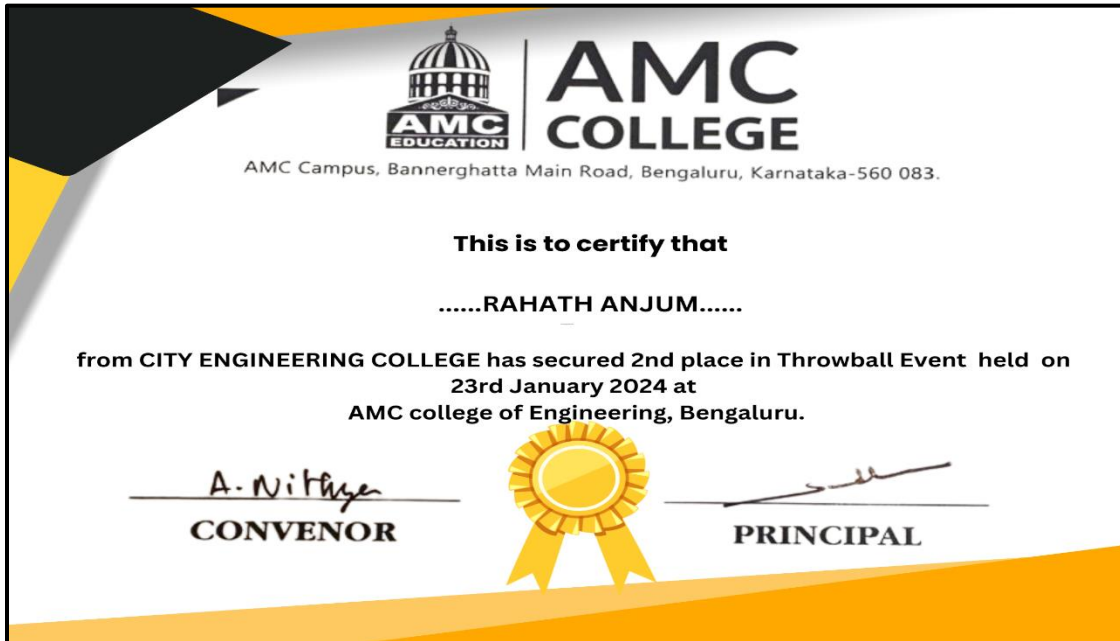 AMC
EDUCATION
AMC
COLLEGE
AMC Campus, Bannerghatta Main Road, Bengaluru, Karnataka-560 083.
This is to certify that
......RAHATH ANJUM......
from CITY ENGINEERING COLLEGE has secured 2nd place in Throwball Event held on
23rd January 2024 at
AMC college of Engineering, Bengaluru.
A. Nithya
CONVENOR
PRINCIPAL